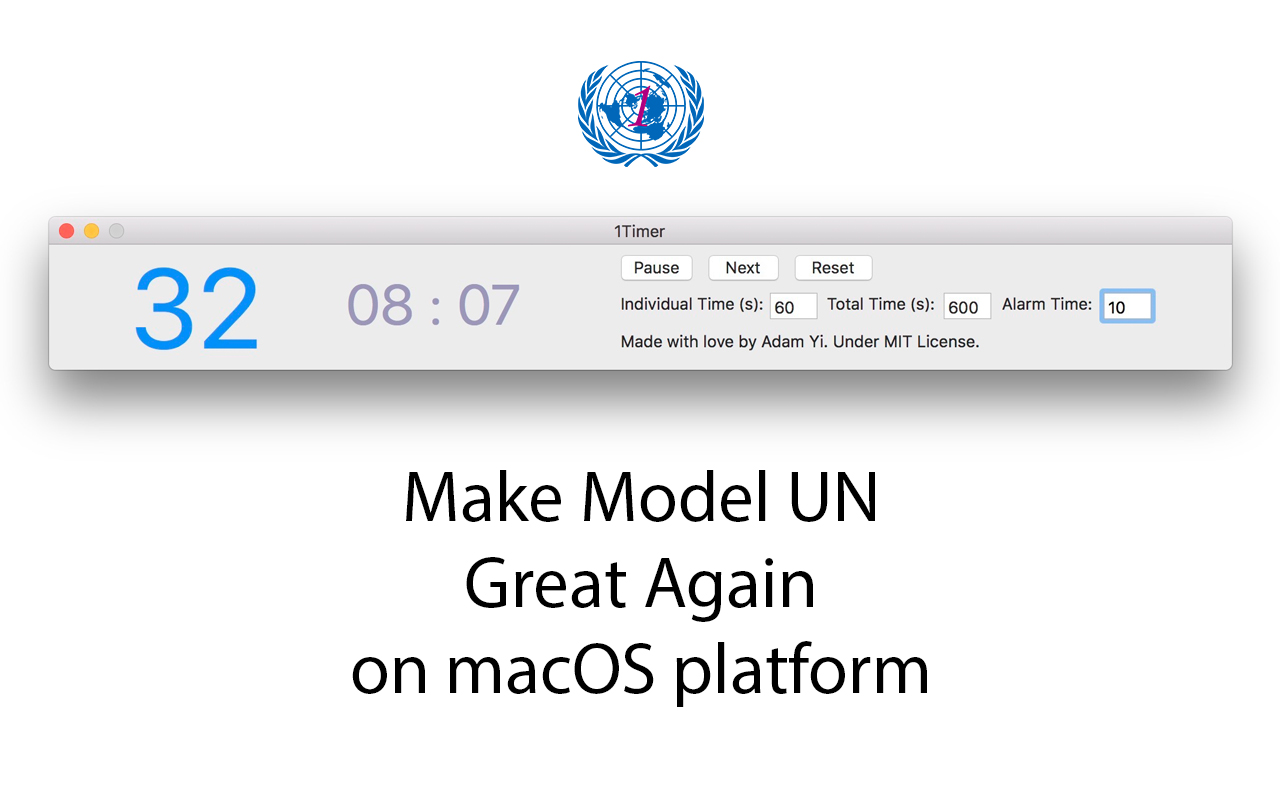 1
1Timer
32
08 : 07
Pause Next Reset
Individual Time (s): 60 Total Time (s): 600 Alarm Time: 10
Made with love by Adam Yi. Under MIT License.
Make Model UN
Great Again
on macOS platform